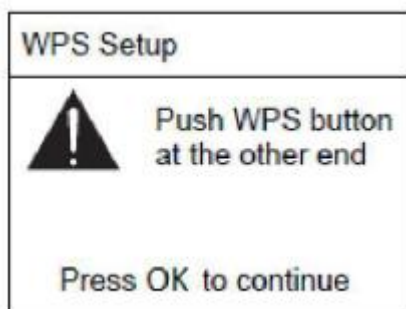 WPS Setup
Push WPS button
at the other end
Press OK to continue